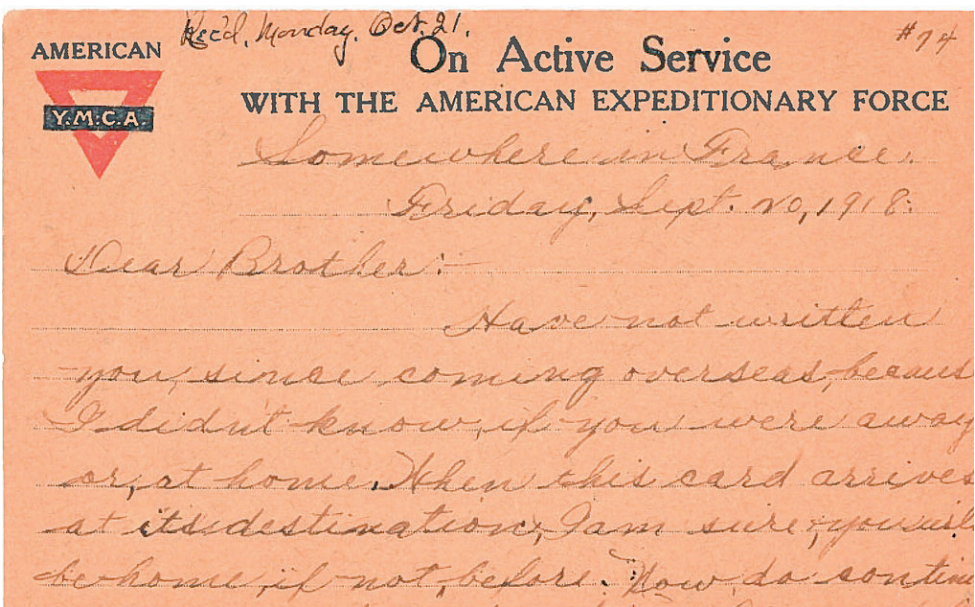 Rec'd, Monday, Oct. 21.
#74
AMERICAN
Y.M.C.A.
On Active Service
WITH THE AMERICAN EXPEDITIONARY FORCE
Somewhere in France.
Friday, Sept. 20, 1918.
Dear Brother:-
Have not written
you, since coming overseas, because
I didn't know, if you were away
or, at home. When this card arrives
at its destination, I am sure, you will
be home, if not, before. Now, do continue